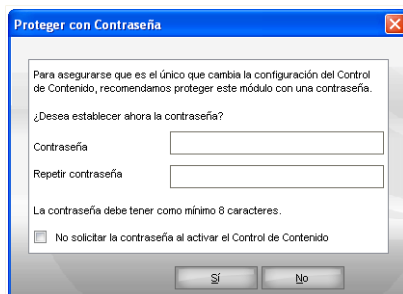 Proteger con Contraseña
Para asegurarse que es el único que cambia la configuración del Control
de Contenido, recomendamos proteger este módulo con una contraseña.
¿Desea establecer ahora la contraseña?
Contraseña
Repetir contraseña
La contraseña debe tener como mínimo 8 caracteres.
No solicitar la contraseña al activar el Control de Contenido
Sí No